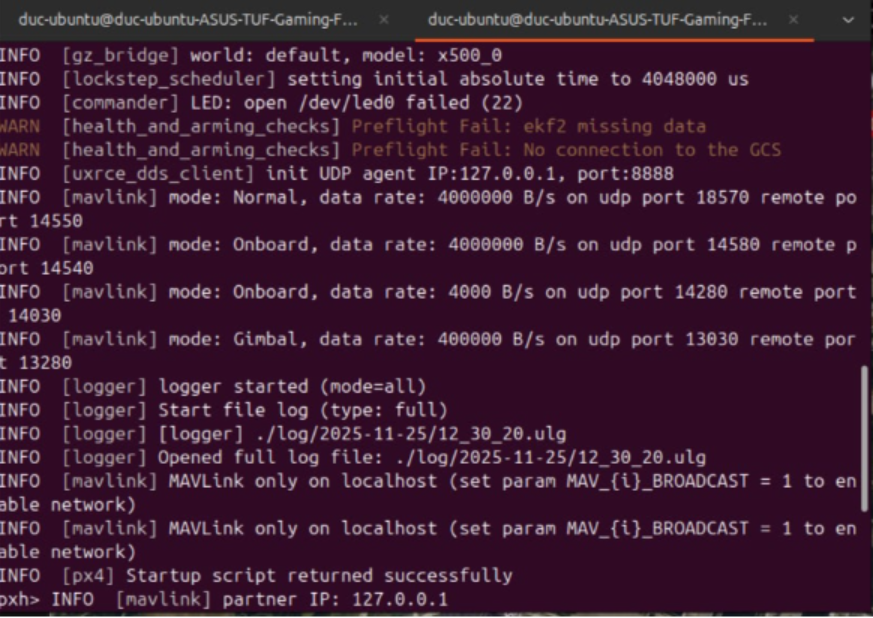 duc-ubuntu@duc-ubuntu-ASUS-TUF-Gaming-F... × duc-ubuntu@duc-ubuntu-ASUS-TUF-Gaming-F... ×
INFO  [gz_bridge] world: default, model: x500_0
INFO  [lockstep_scheduler] setting initial absolute time to 4048000 us
INFO  [commander] LED: open /dev/led0 failed (22)
WARN  [health_and_arming_checks] Preflight Fail: ekf2 missing data
WARN  [health_and_arming_checks] Preflight Fail: No connection to the GCS
INFO  [uxrce_dds_client] init UDP agent IP:127.0.0.1, port:8888
INFO  [mavlink] mode: Normal, data rate: 4000000 B/s on udp port 18570 remote po
rt 14550
INFO  [mavlink] mode: Onboard, data rate: 4000000 B/s on udp port 14580 remote p
ort 14540
INFO  [mavlink] mode: Onboard, data rate: 4000 B/s on udp port 14280 remote port
 14030
INFO  [mavlink] mode: Gimbal, data rate: 400000 B/s on udp port 13030 remote por
t 13280
INFO  [logger] logger started (mode=all)
INFO  [logger] Start file log (type: full)
INFO  [logger] [logger] ./log/2025-11-25/12_30_20.ulg
INFO  [logger] Opened full log file: ./log/2025-11-25/12_30_20.ulg
INFO  [mavlink] MAVLink only on localhost (set param MAV_{i}_BROADCAST = 1 to en
able network)
INFO  [mavlink] MAVLink only on localhost (set param MAV_{i}_BROADCAST = 1 to en
able network)
INFO  [px4] Startup script returned successfully
pxh> INFO  [mavlink] partner IP: 127.0.0.1